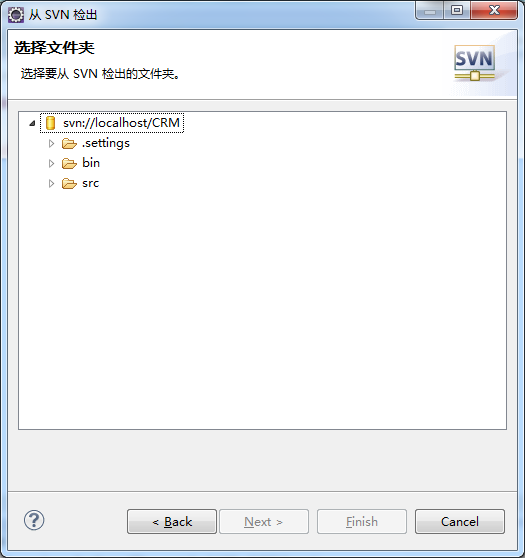 从 SVN 检出
选择文件夹
选择要从 SVN 检出的文件夹。
SVN
svn://localhost/CRM
.settings
bin
src
?
< Back
Next >
Finish
Cancel